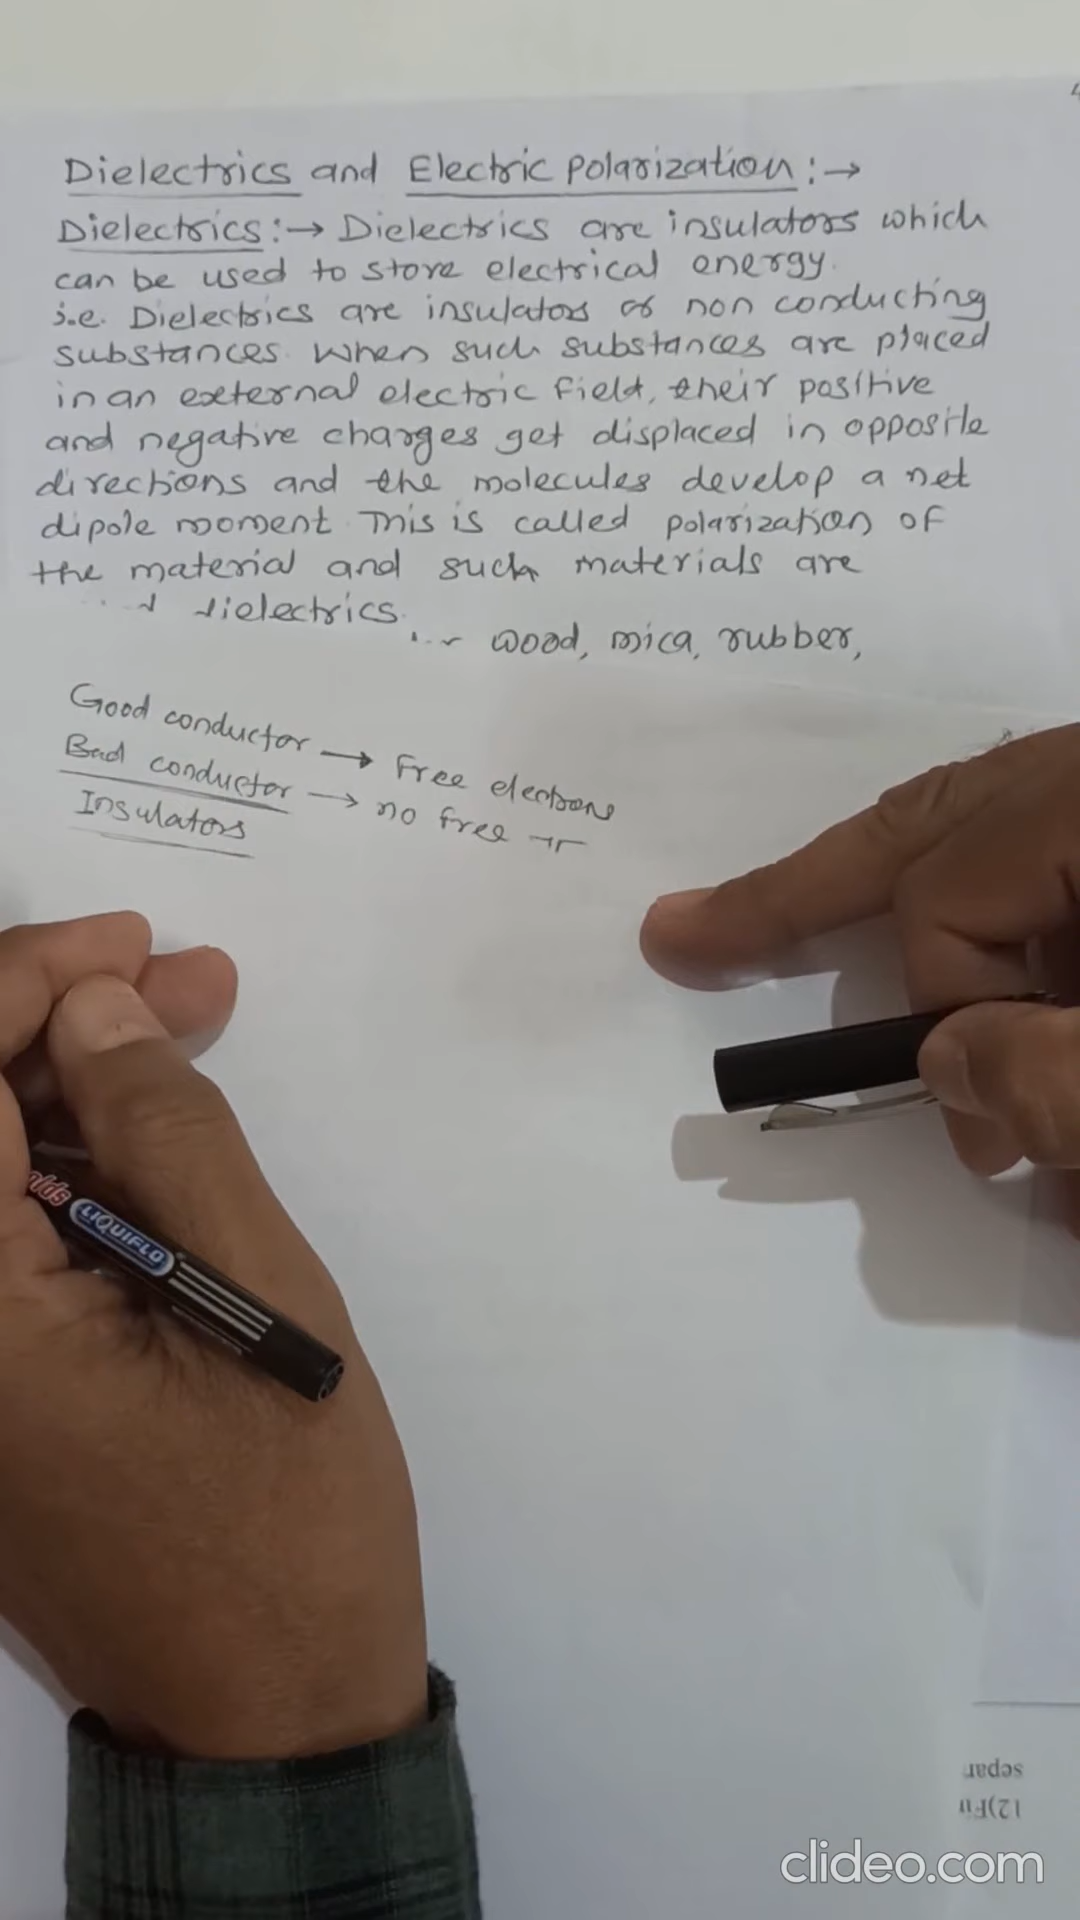 Dielectrics and Electric Polarization:→
Dielectrics:→ Dielectrics are insulators which
can be used to store electrical energy.
i.e. Dielectrics are insulators or non conducting
substances. When such substances are placed
in an external electric field, their positive
and negative charges get displaced in opposite
directions and the molecules develop a net
dipole moment. This is called polarization of
the material and such materials are
dielectrics.
wood, mica, rubber,
Good conductor → Free electrons
Bad conductor → no free
Insulators
LIQUIFLO
separ
12)Fi
clideo.com